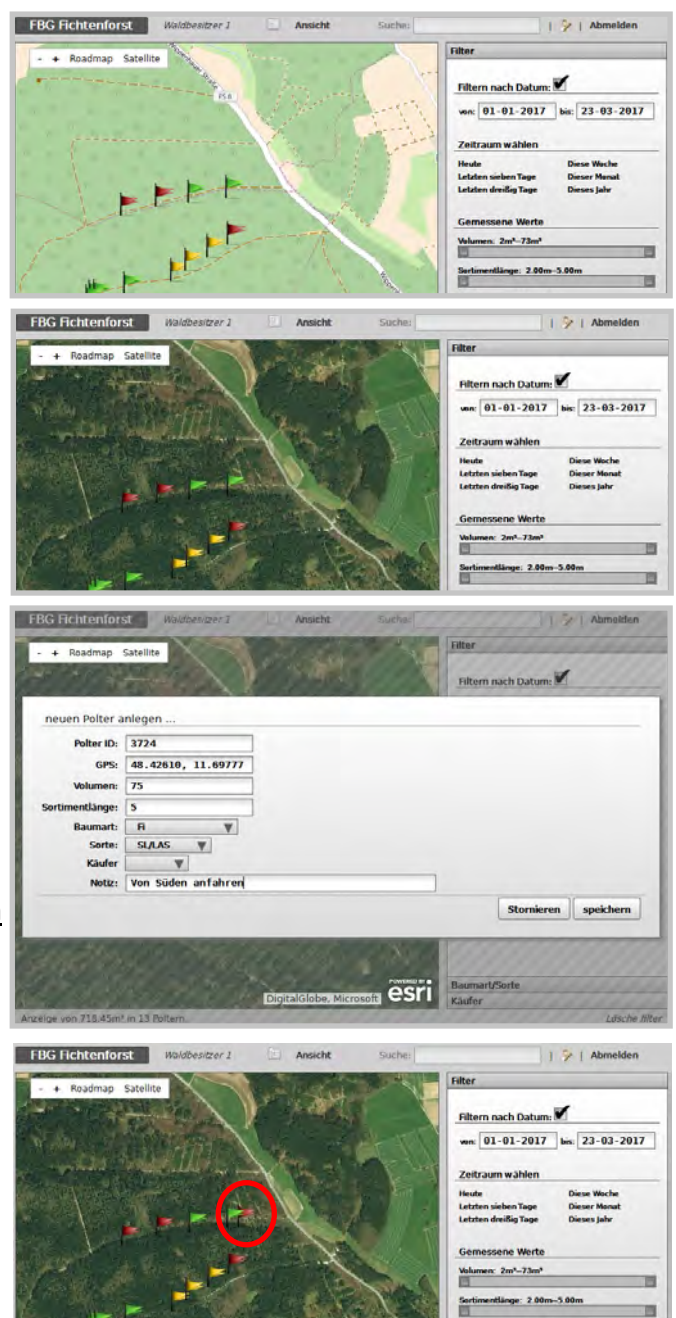 FBG Fichtenforst Waldbesitzer 1 Ansicht Suche: | | Abmelden
- + Roadmap Satellite
Filter
Filtern nach Datum:
von: 01-01-2017 bis: 23-03-2017
Zeitraum wählen
Heute Diese Woche
Letzten sieben Tage Dieser Monat
Letzten dreißig Tage Dieses Jahr
Gemessene Werte
Volumen: 2m³–73m³
Sortimentlänge: 2.00m–5.00m
FBG Fichtenforst Waldbesitzer 1 Ansicht Suche: | | Abmelden
- + Roadmap Satellite
Filter
Filtern nach Datum:
von: 01-01-2017 bis: 23-03-2017
Zeitraum wählen
Heute Diese Woche
Letzten sieben Tage Dieser Monat
Letzten dreißig Tage Dieses Jahr
Gemessene Werte
Volumen: 2m³–73m³
Sortimentlänge: 2.00m–5.00m
FBG Fichtenforst Waldbesitzer 1 Ansicht Suche: | | Abmelden
- + Roadmap Satellite
Filter
Filtern nach Datum:
neuen Polter anlegen ...
Polter ID: 3724
GPS: 48.42610, 11.69777
Volumen: 75
Sortimentlänge: 5
Baumart: Fi
Sorte: SL/LAS
Käufer
Notiz: Von Süden anfahren
Stornieren speichern
DigitalGlobe, Microsoft POWERED BY esri
Baumart/Sorte
Käufer
Anzeige von 718.45m³ in 13 Poltern. Lösche filter
FBG Fichtenforst Waldbesitzer 1 Ansicht Suche: | | Abmelden
- + Roadmap Satellite
Filter
Filtern nach Datum:
von: 01-01-2017 bis: 23-03-2017
Zeitraum wählen
Heute Diese Woche
Letzten sieben Tage Dieser Monat
Letzten dreißig Tage Dieses Jahr
Gemessene Werte
Volumen: 2m³–73m³
Sortimentlänge: 2.00m–5.00m